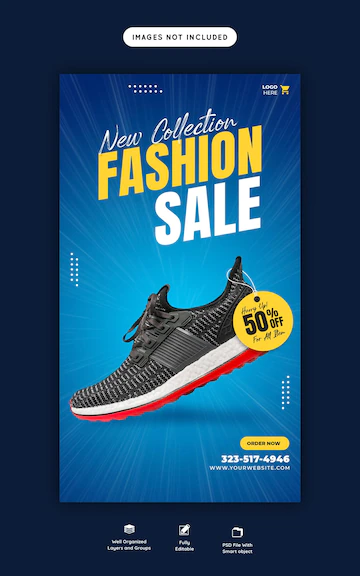 IMAGES NOT INCLUDED
LOGO
HERE
New Collection
FASHION
SALE
Hurry Up!
50% OFF
For All Item
ORDER NOW
323-517-4946
WWW.YOURWEBSITE.COM
Well Organized
Layers and Groups
Fully
Editable
PSD File With
Smart object